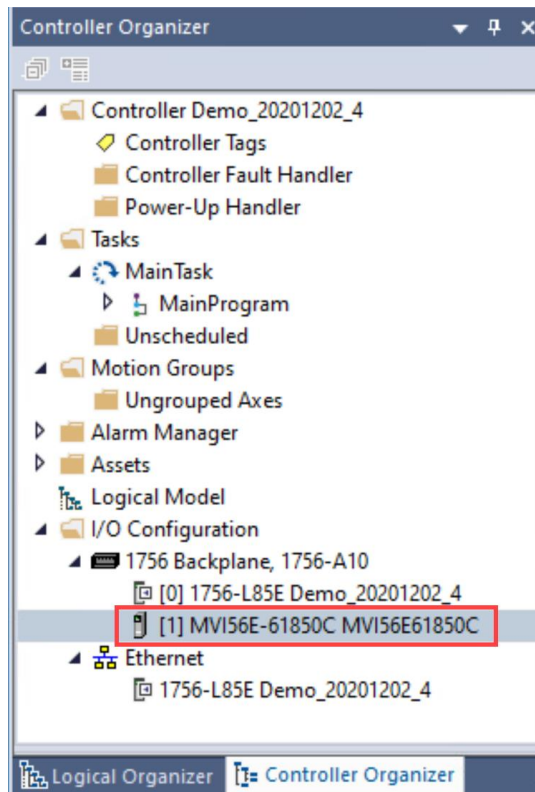 Controller Organizer
Controller Demo_20201202_4
Controller Tags
Controller Fault Handler
Power-Up Handler
Tasks
MainTask
MainProgram
Unscheduled
Motion Groups
Ungrouped Axes
Alarm Manager
Assets
Logical Model
I/O Configuration
1756 Backplane, 1756-A10
[0] 1756-L85E Demo_20201202_4
[1] MVI56E-61850C MVI56E61850C
Ethernet
1756-L85E Demo_20201202_4
Logical Organizer
Controller Organizer